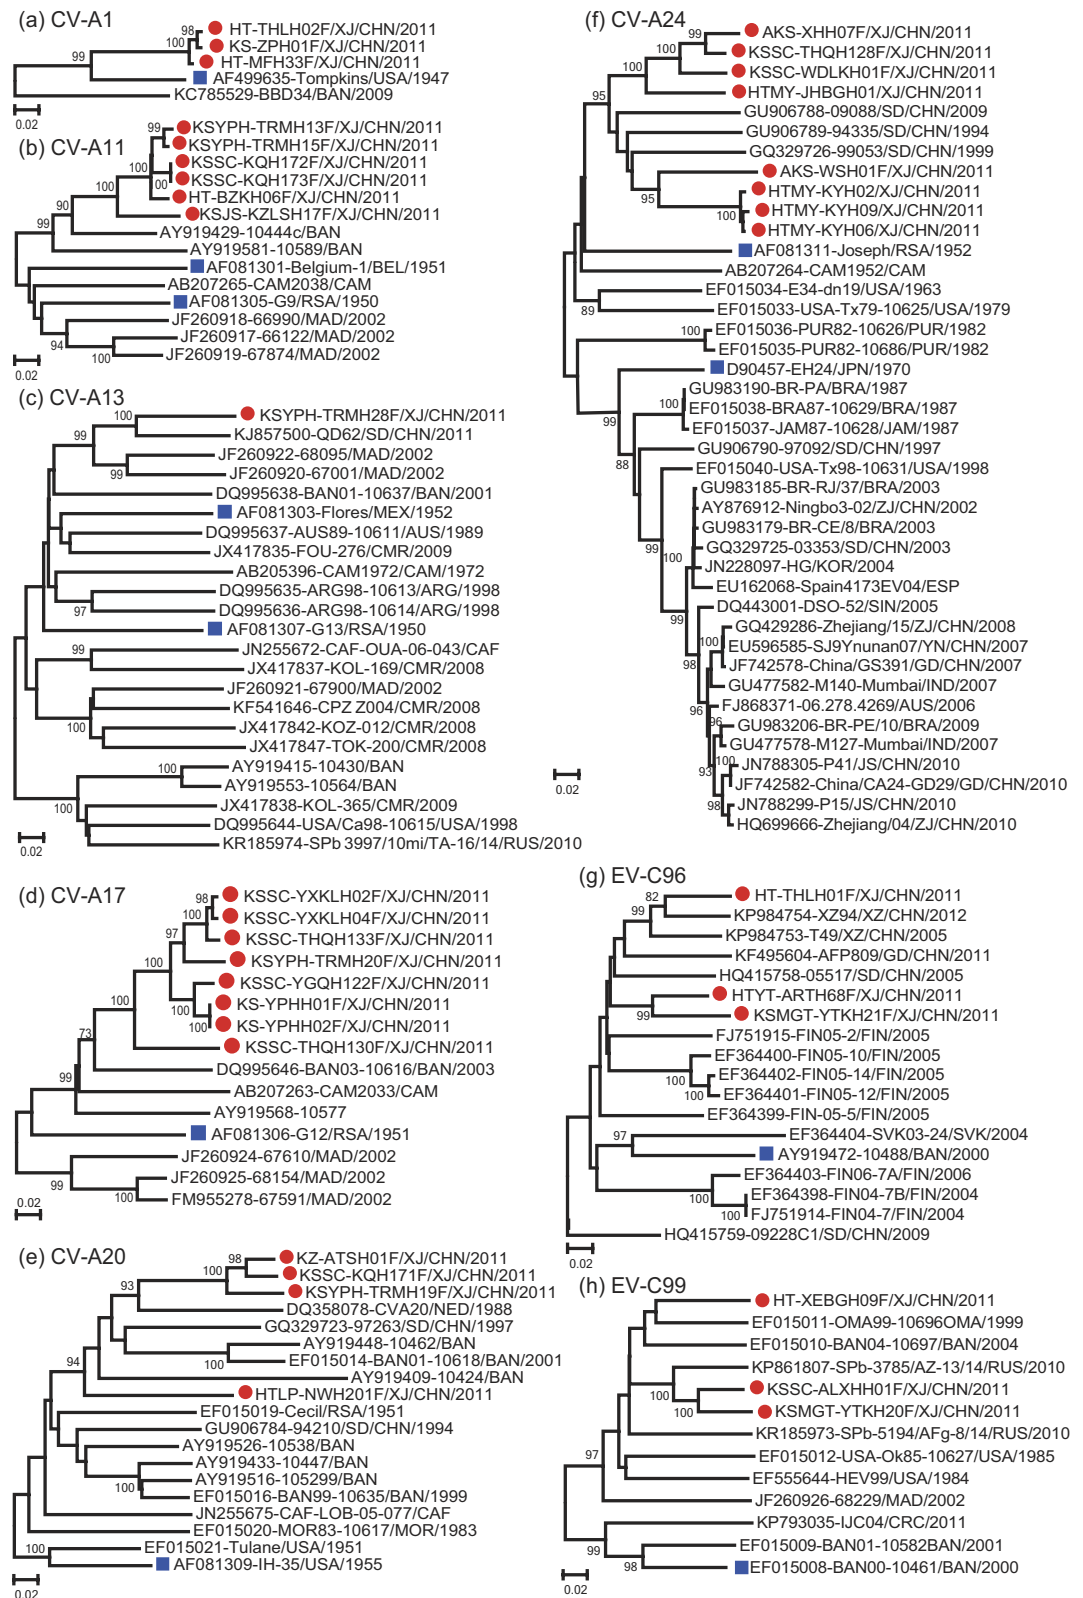 (a) CV-A1
98
HT-THLH02F/XJ/CHN/2011
100
KS-ZPH01F/XJ/CHN/2011
99
HT-MFH33F/XJ/CHN/2011
AF499635-Tompkins/USA/1947
KC785529-BBD34/BAN/2009
0.02
(b) CV-A11
99
KSYPH-TRMH13F/XJ/CHN/2011
KSYPH-TRMH15F/XJ/CHN/2011
100
KSSC-KQH172F/XJ/CHN/2011
100
KSSC-KQH173F/XJ/CHN/2011
100
HT-BZKH06F/XJ/CHN/2011
90
KSJS-KZLSH17F/XJ/CHN/2011
99
AY919429-10444c/BAN
AY919581-10589/BAN
AF081301-Belgium-1/BEL/1951
AB207265-CAM2038/CAM
AF081305-G9/RSA/1950
JF260918-66990/MAD/2002
94
JF260917-66122/MAD/2002
100
JF260919-67874/MAD/2002
0.02
(c) CV-A13
100
KSYPH-TRMH28F/XJ/CHN/2011
99
KJ857500-QD62/SD/CHN/2011
JF260922-68095/MAD/2002
99
JF260920-67001/MAD/2002
DQ995638-BAN01-10637/BAN/2001
AF081303-Flores/MEX/1952
DQ995637-AUS89-10611/AUS/1989
JX417835-FOU-276/CMR/2009
AB205396-CAM1972/CAM/1972
DQ995635-ARG98-10613/ARG/1998
97
DQ995636-ARG98-10614/ARG/1998
AF081307-G13/RSA/1950
99
JN255672-CAF-OUA-06-043/CAF
JX417837-KOL-169/CMR/2008
JF260921-67900/MAD/2002
KF541646-CPZ Z004/CMR/2008
100
JX417842-KOZ-012/CMR/2008
JX417847-TOK-200/CMR/2008
100
AY919415-10430/BAN
AY919553-10564/BAN
100
JX417838-KOL-365/CMR/2009
DQ995644-USA/Ca98-10615/USA/1998
KR185974-SPb 3997/10mi/TA-16/14/RUS/2010
0.02
(d) CV-A17
98
KSSC-YXKLH02F/XJ/CHN/2011
100
KSSC-YXKLH04F/XJ/CHN/2011
97
KSSC-THQH133F/XJ/CHN/2011
100
KSYPH-TRMH20F/XJ/CHN/2011
KSSC-YGQH122F/XJ/CHN/2011
100
KS-YPHH01F/XJ/CHN/2011
100
100
KS-YPHH02F/XJ/CHN/2011
73
KSSC-THQH130F/XJ/CHN/2011
DQ995646-BAN03-10616/BAN/2003
99
AB207263-CAM2033/CAM
AY919568-10577
AF081306-G12/RSA/1951
JF260924-67610/MAD/2002
99
JF260925-68154/MAD/2002
100
FM955278-67591/MAD/2002
0.02
(e) CV-A20
98
KZ-ATSH01F/XJ/CHN/2011
100
KSSC-KQH171F/XJ/CHN/2011
93
KSYPH-TRMH19F/XJ/CHN/2011
DQ358078-CVA20/NED/1988
GQ329723-97263/SD/CHN/1997
AY919448-10462/BAN
100
EF015014-BAN01-10618/BAN/2001
94
AY919409-10424/BAN
HTLP-NWH201F/XJ/CHN/2011
EF015019-Cecil/RSA/1951
GU906784-94210/SD/CHN/1994
AY919526-10538/BAN
AY919433-10447/BAN
AY919516-105299/BAN
100
EF015016-BAN99-10635/BAN/1999
JN255675-CAF-LOB-05-077/CAF
EF015020-MOR83-10617/MOR/1983
100
EF015021-Tulane/USA/1951
AF081309-IH-35/USA/1955
0.02
(f) CV-A24
99
AKS-XHH07F/XJ/CHN/2011
100
KSSC-THQH128F/XJ/CHN/2011
100
KSSC-WDLKH01F/XJ/CHN/2011
95
HTMY-JHBGH01/XJ/CHN/2011
GU906788-09088/SD/CHN/2009
GU906789-94335/SD/CHN/1994
GQ329726-99053/SD/CHN/1999
AKS-WSH01F/XJ/CHN/2011
95
HTMY-KYH02/XJ/CHN/2011
100
HTMY-KYH09/XJ/CHN/2011
HTMY-KYH06/XJ/CHN/2011
AF081311-Joseph/RSA/1952
AB207264-CAM1952/CAM
EF015034-E34-dn19/USA/1963
89
EF015033-USA-Tx79-10625/USA/1979
100
EF015036-PUR82-10626/PUR/1982
EF015035-PUR82-10686/PUR/1982
D90457-EH24/JPN/1970
GU983190-BR-PA/BRA/1987
99
100
EF015038-BRA87-10629/BRA/1987
EF015037-JAM87-10628/JAM/1987
88
GU906790-97092/SD/CHN/1997
EF015040-USA-Tx98-10631/USA/1998
GU983185-BR-RJ/37/BRA/2003
AY876912-Ningbo3-02/ZJ/CHN/2002
GU983179-BR-CE/8/BRA/2003
99
GQ329725-03353/SD/CHN/2003
100
JN228097-HG/KOR/2004
EU162068-Spain4173EV04/ESP
99
DQ443001-DSO-52/SIN/2005
GQ429286-Zhejiang/15/ZJ/CHN/2008
100
EU596585-SJ9Ynunan07/YN/CHN/2007
98
JF742578-China/GS391/GD/CHN/2007
GU477582-M140-Mumbai/IND/2007
96
FJ868371-06.278.4269/AUS/2006
96
GU983206-BR-PE/10/BRA/2009
GU477578-M127-Mumbai/IND/2007
93
100
JN788305-P41/JS/CHN/2010
JF742582-China/CA24-GD29/GD/CHN/2010
98
JN788299-P15/JS/CHN/2010
HQ699666-Zhejiang/04/ZJ/CHN/2010
0.02
(g) EV-C96
82
HT-THLH01F/XJ/CHN/2011
99
KP984754-XZ94/XZ/CHN/2012
KP984753-T49/XZ/CHN/2005
KF495604-AFP809/GD/CHN/2011
HQ415758-05517/SD/CHN/2005
HTYT-ARTH68F/XJ/CHN/2011
99
KSMGT-YTKH21F/XJ/CHN/2011
FJ751915-FIN05-2/FIN/2005
EF364400-FIN05-10/FIN/2005
100
EF364402-FIN05-14/FIN/2005
100
EF364401-FIN05-12/FIN/2005
EF364399-FIN-05-5/FIN/2005
97
EF364404-SVK03-24/SVK/2004
AY919472-10488/BAN/2000
EF364403-FIN06-7A/FIN/2006
100
EF364398-FIN04-7B/FIN/2004
100
FJ751914-FIN04-7/FIN/2004
HQ415759-09228C1/SD/CHN/2009
0.02
(h) EV-C99
HT-XEBGH09F/XJ/CHN/2011
EF015011-OMA99-10696OMA/1999
EF015010-BAN04-10697/BAN/2004
KP861807-SPb-3785/AZ-13/14/RUS/2010
100
KSSC-ALXHH01F/XJ/CHN/2011
100
KSMGT-YTKH20F/XJ/CHN/2011
KR185973-SPb-5194/AFg-8/14/RUS/2010
97
EF015012-USA-Ok85-10627/USA/1985
EF555644-HEV99/USA/1984
JF260926-68229/MAD/2002
KP793035-IJC04/CRC/2011
99
EF015009-BAN01-10582BAN/2001
98
EF015008-BAN00-10461/BAN/2000
0.02